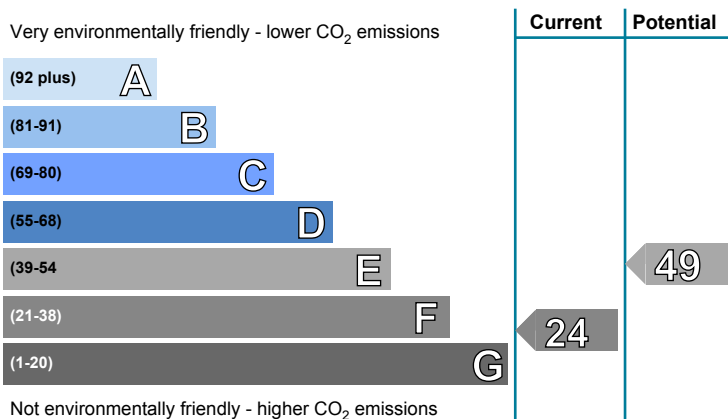 Very environmentally friendly - lower CO₂ emissions
Current
Potential
(92 plus) A
(81-91) B
(69-80) C
(55-68) D
(39-54 E
49
(21-38) F
24
(1-20) G
Not environmentally friendly - higher CO₂ emissions